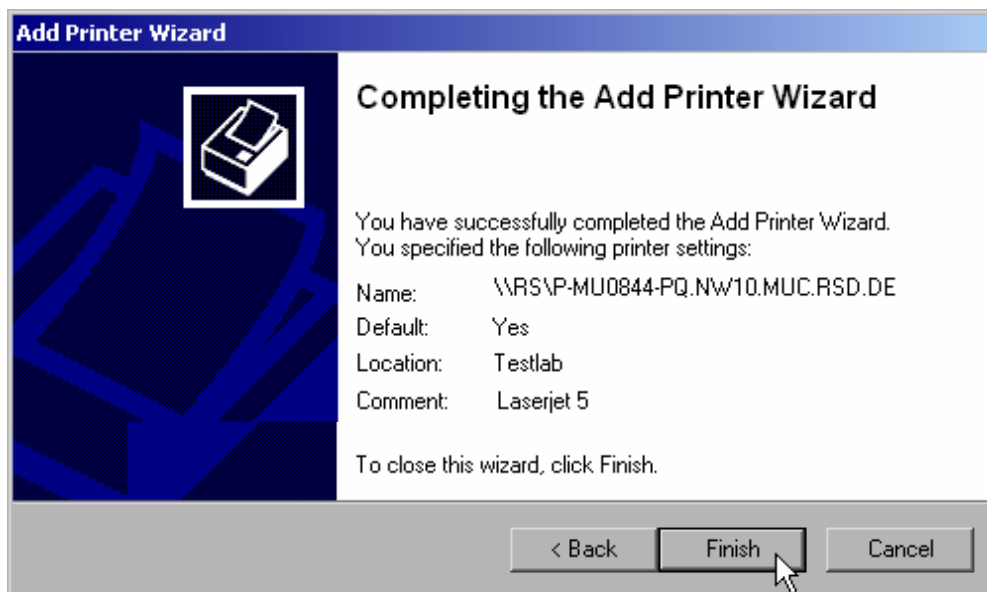 Add Printer Wizard
Completing the Add Printer Wizard
You have successfully completed the Add Printer Wizard.
You specified the following printer settings:
Name: \\RS\P-MU0844-PQ.NW10.MUC.RSD.DE
Default: Yes
Location: Testlab
Comment: Laserjet 5
To close this wizard, click Finish.
< Back Finish Cancel